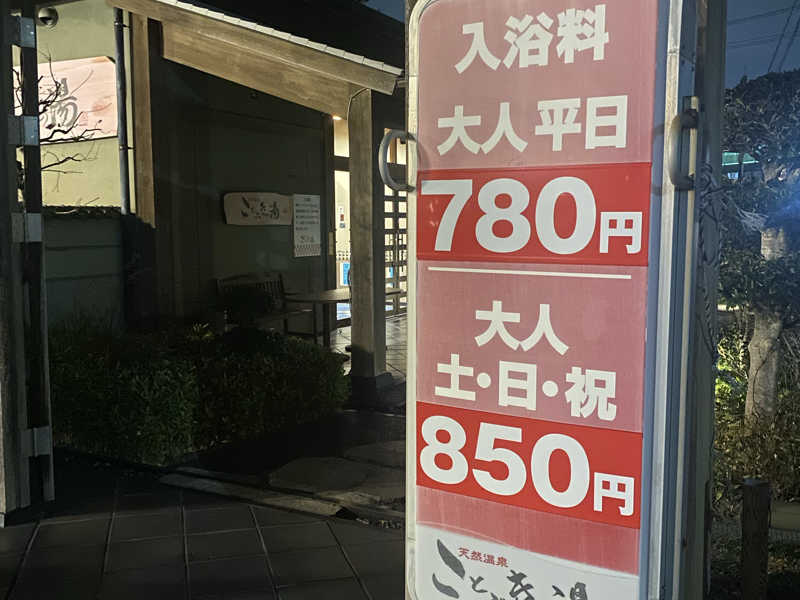 入浴料
大人平日
780円
大人
土・日・祝
850円
天然温泉
湯